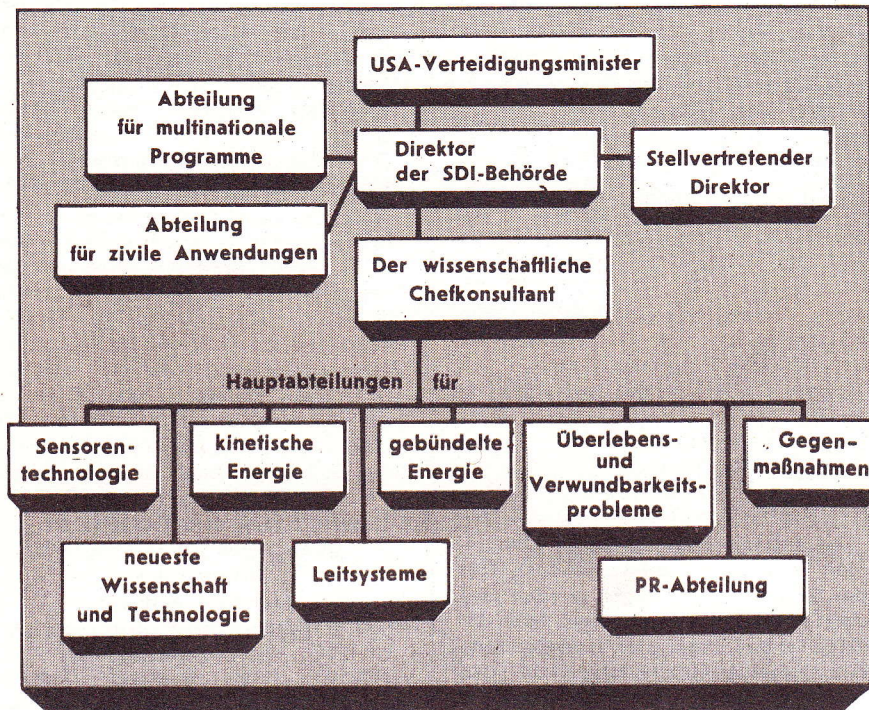 USA-Verteidigungsminister
Abteilung
für multinationale
Programme
Direktor
der SDI-Behörde
Stellvertretender
Direktor
Abteilung
für zivile Anwendungen
Der wissenschaftliche
Chefkonsultant
Hauptabteilungen für
Sensoren-
technologie
kinetische
Energie
gebündelte
Energie
Überlebens-
und
Verwundbarkeits-
probleme
Gegen-
maßnahmen
neueste
Wissenschaft
und Technologie
Leitsysteme
PR-Abteilung